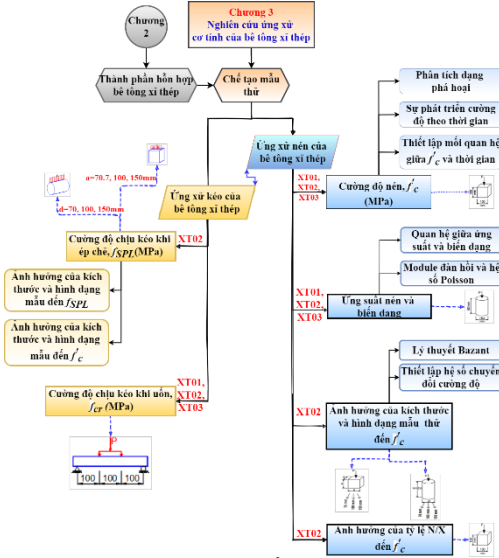 Chương
2
Chương 3
Nghiên cứu ứng xử
cơ tính của bê tông xỉ thép
Thành phần hỗn hợp
bê tông xỉ thép
Chế tạo mẫu
thử
Phân tích dạng
phá hoại
Sự phát triển cường
độ theo thời gian
Thiết lập mối quan hệ
giữa f'c và thời gian
Ứng xử nén của
bê tông xỉ thép
a=70.7, 100, 150mm
d=70, 100, 150mm
Ứng xử kéo của
bê tông xỉ thép
XT01,
XT02,
XT03
Cường độ nén, f'c
(MPa)
XT02
Cường độ chịu kéo khi
ép chẻ, fSPL(MPa)
Quan hệ giữa ứng
suất và biến dạng
Module đàn hồi và hệ
số Poisson
Ảnh hưởng của kích
thước và hình dạng
mẫu đến fSPL
XT01,
XT02,
XT03
Ứng suất nén và
biến dang
Ảnh hưởng của kích
thước và hình dạng
mẫu đến f'c
Lý thuyết Bazant
Thiết lập hệ số chuyển
đổi cường độ
XT01,
XT02,
XT03
Cường độ chịu kéo khi uốn,
fcr (MPa)
XT02
Ảnh hưởng của kích thước
và hình dạng mẫu thử
đến f'c
P
100 100 100
XT02
Ảnh hưởng của tỷ lệ N/X
đến f'c